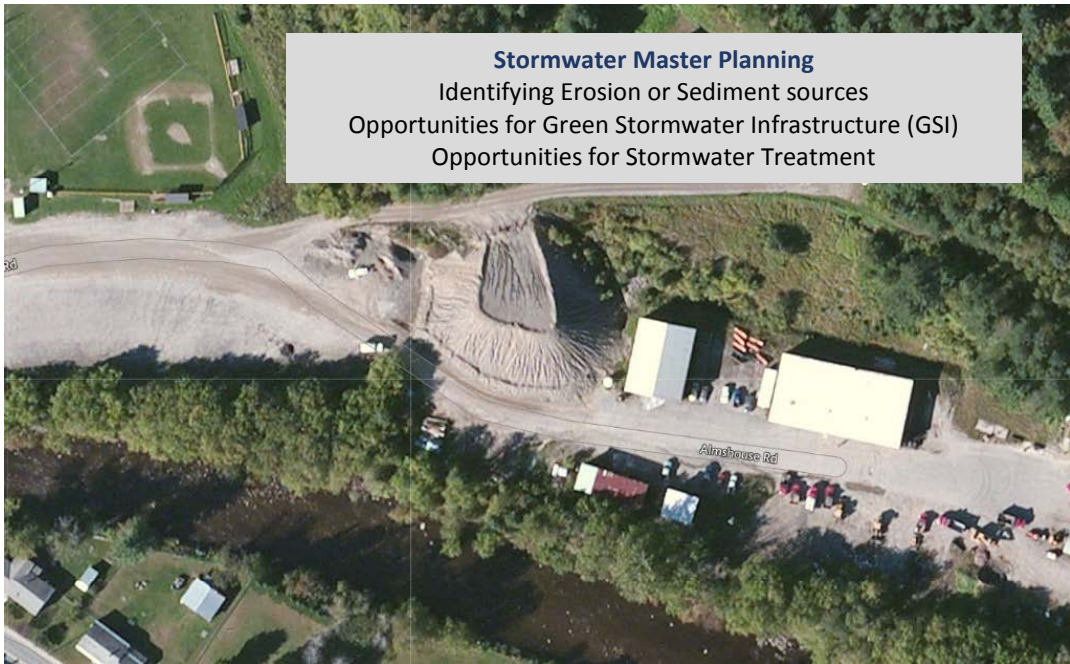 Stormwater Master Planning
Identifying Erosion or Sediment sources
Opportunities for Green Stormwater Infrastructure (GSI)
Opportunities for Stormwater Treatment
Rd
Almshouse Rd